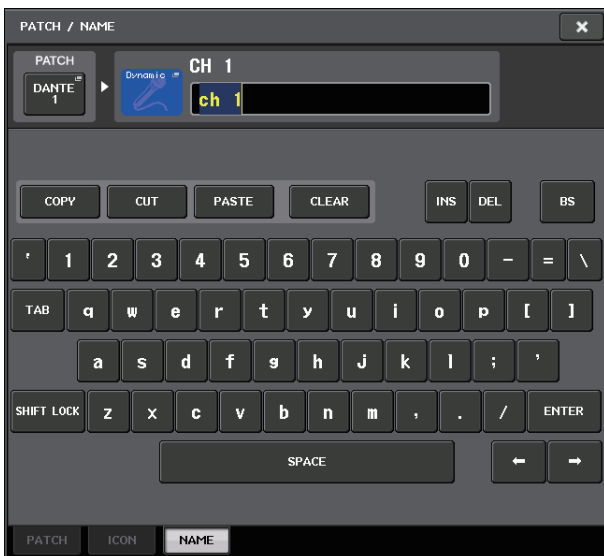 PATCH / NAME
PATCH
DANTE
1
Dynamic
CH 1
ch 1
COPY CUT PASTE CLEAR INS DEL BS
' 1 2 3 4 5 6 7 8 9 0 - = \
TAB q w e r t y u i o p [ ]
a s d f g h j k l ; '
SHIFT LOCK z x c v b n m , . / ENTER
SPACE ← →
PATCH ICON NAME